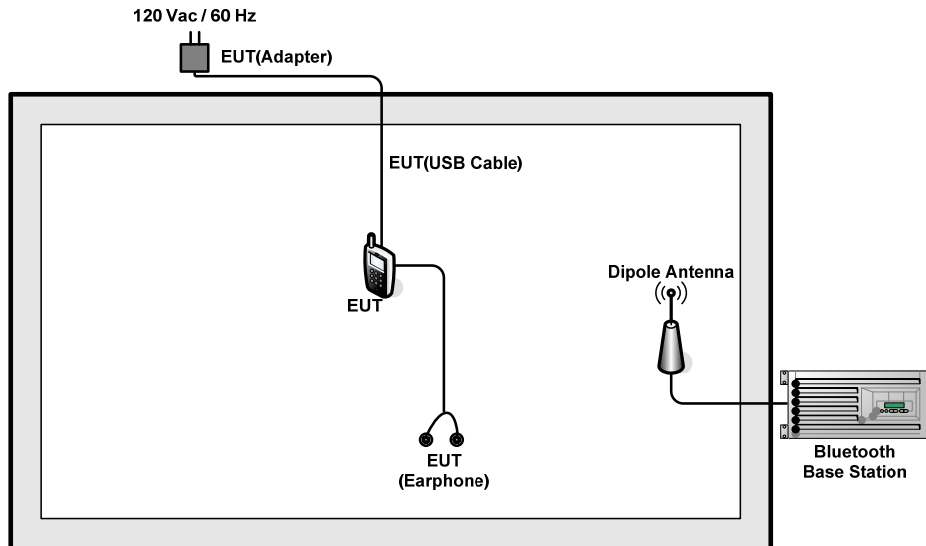 120 Vac / 60 Hz
EUT(Adapter)
EUT(USB Cable)
EUT
Dipole Antenna
EUT
(Earphone)
Bluetooth
Base Station